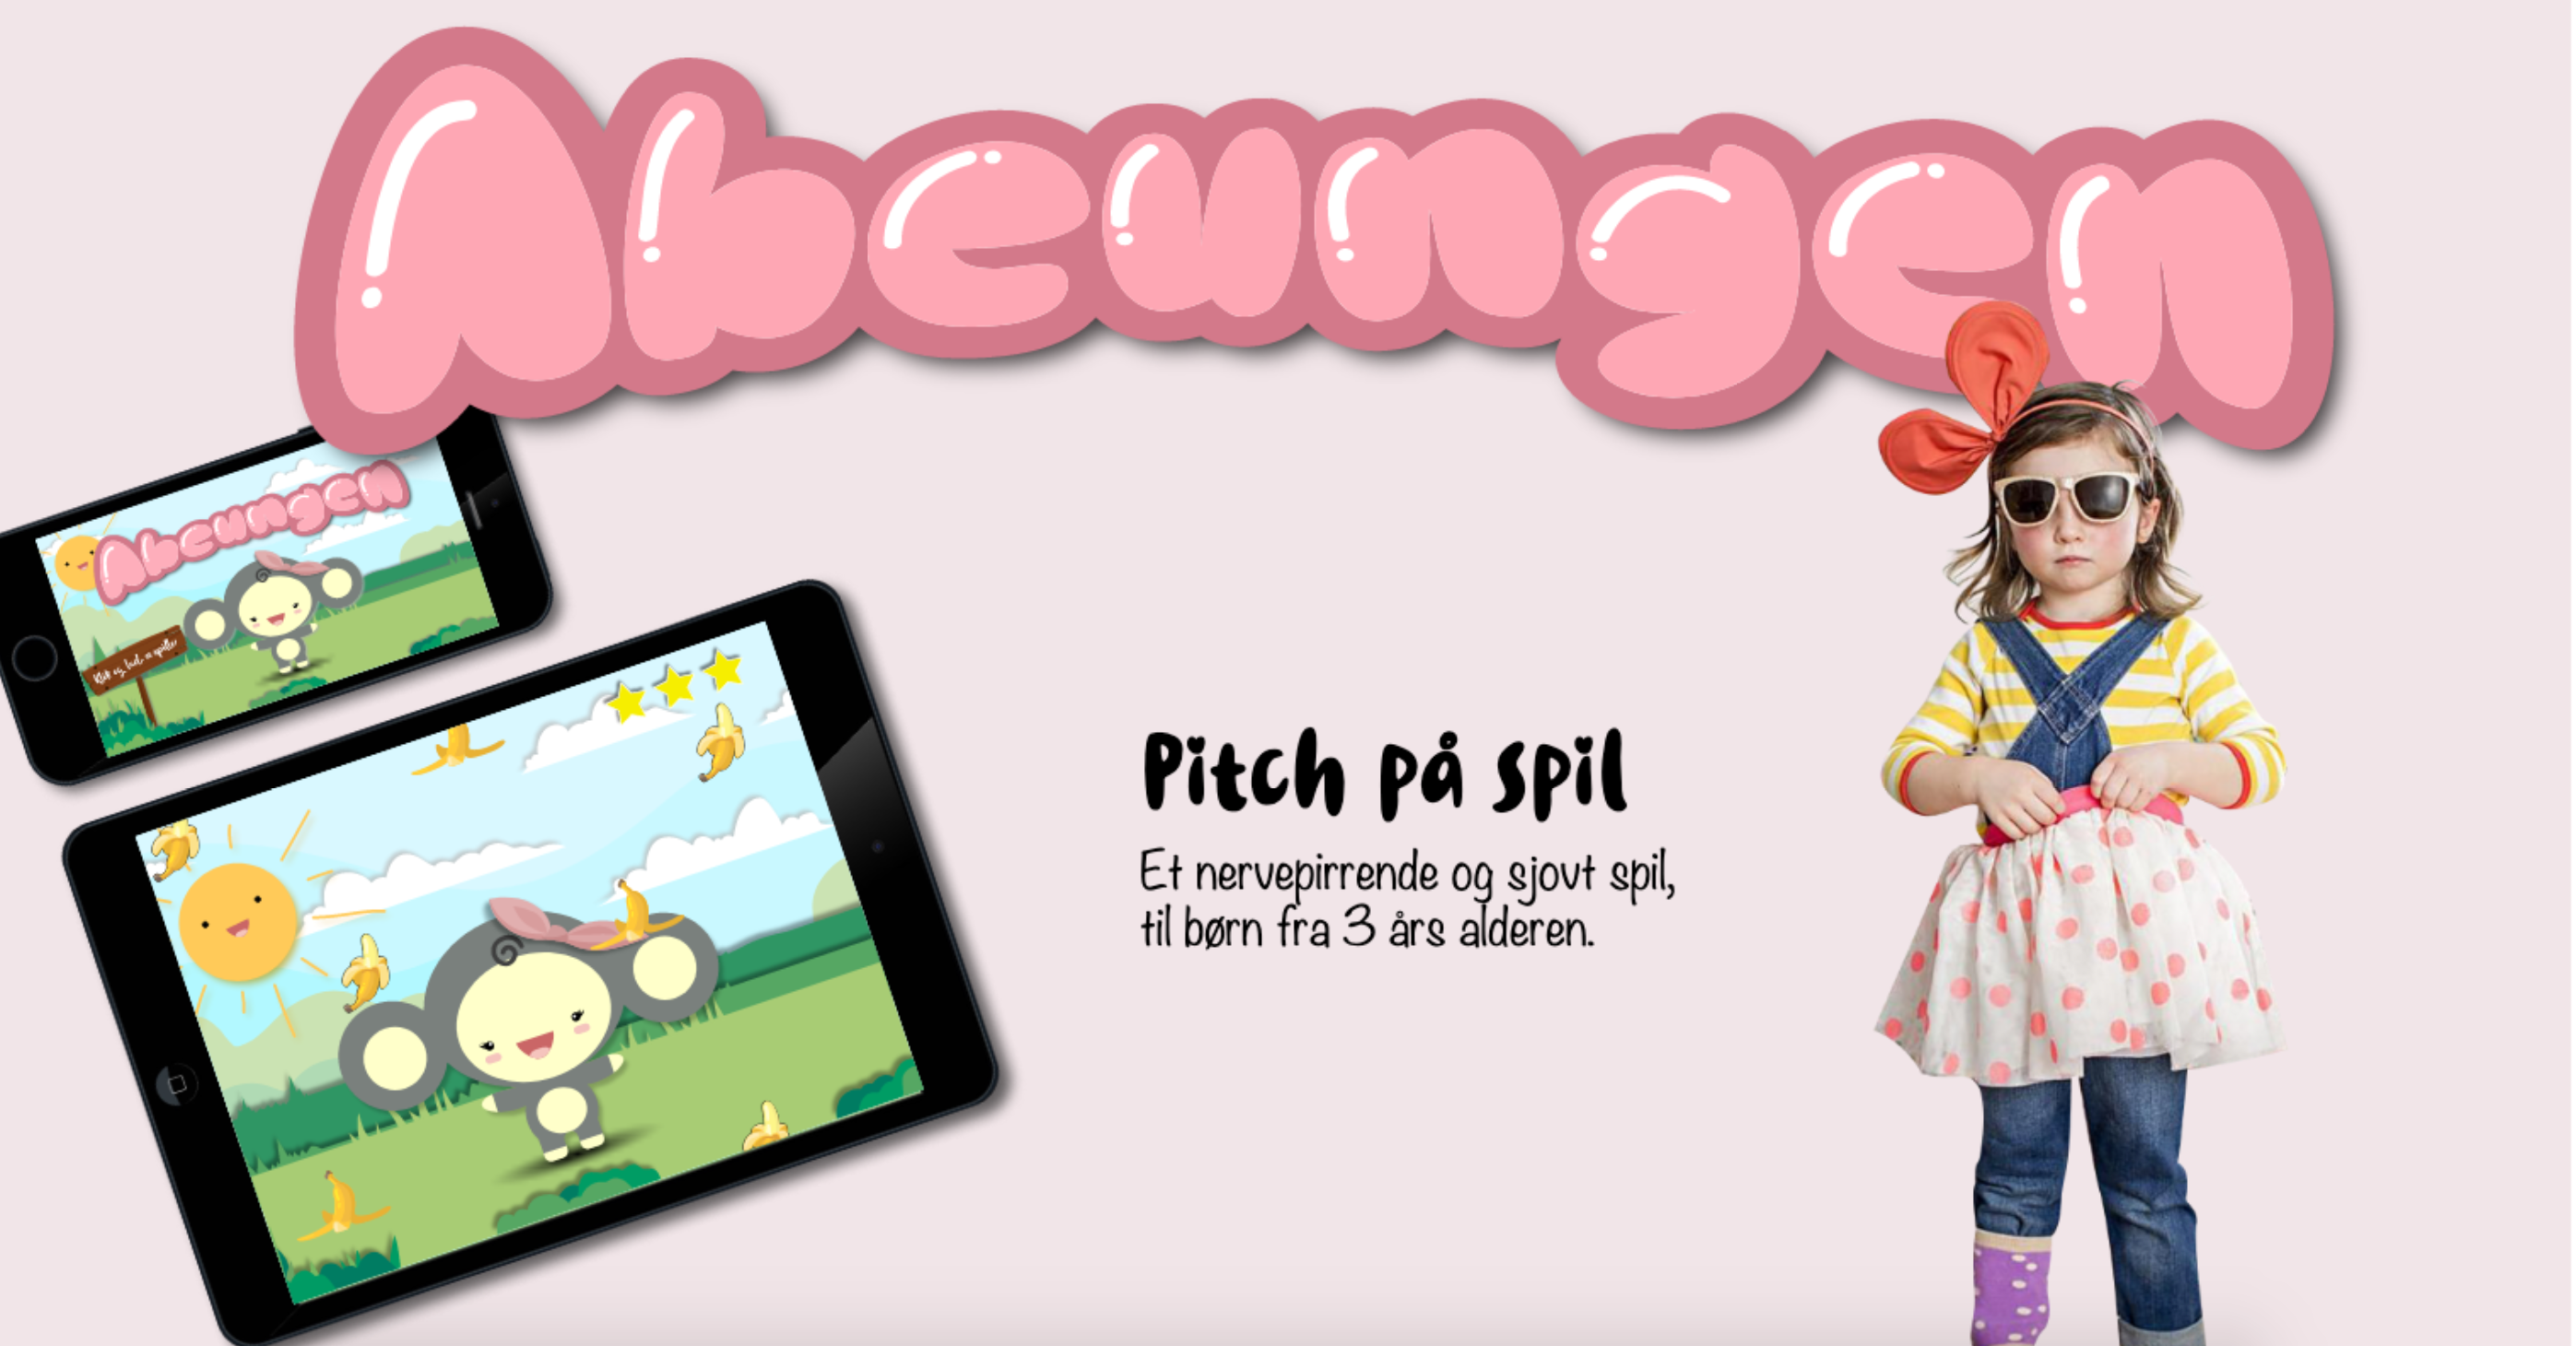 Abeungen
Abeungen
Pitch på spil
Et nervepirrende og sjovt spil,
til børn fra 3 års alderen.